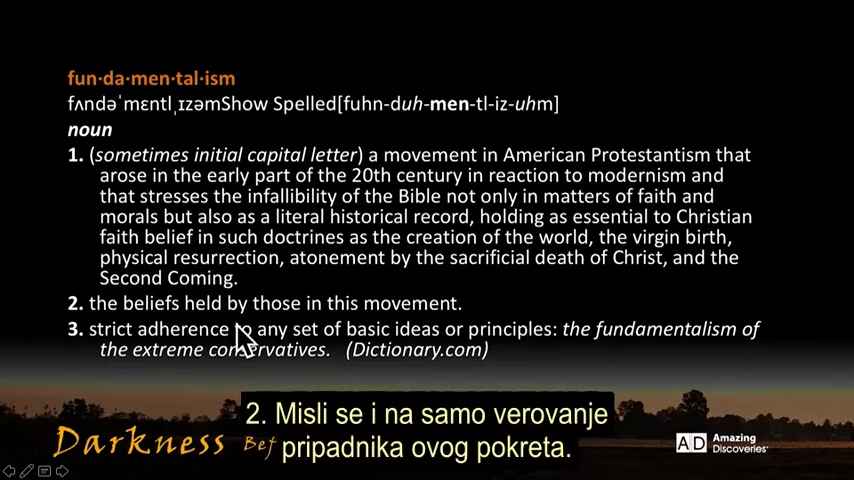 fun·da·men·tal·ism
fʌndəˈmɛntlˌɪzəmShow Spelled[fuhn-duh-men-tl-iz-uhm]
noun
1. (sometimes initial capital letter) a movement in American Protestantism that
arose in the early part of the 20th century in reaction to modernism and
that stresses the infallibility of the Bible not only in matters of faith and
morals but also as a literal historical record, holding as essential to Christian
faith belief in such doctrines as the creation of the world, the virgin birth,
physical resurrection, atonement by the sacrificial death of Christ, and the
Second Coming.
2. the beliefs held by those in this movement.
3. strict adherence to any set of basic ideas or principles: the fundamentalism of
the extreme conservatives. (Dictionary.com)
2. Misli se i na samo verovanje
pripadnika ovog pokreta.
Darkness Bef
AD Amazing
Discoveries